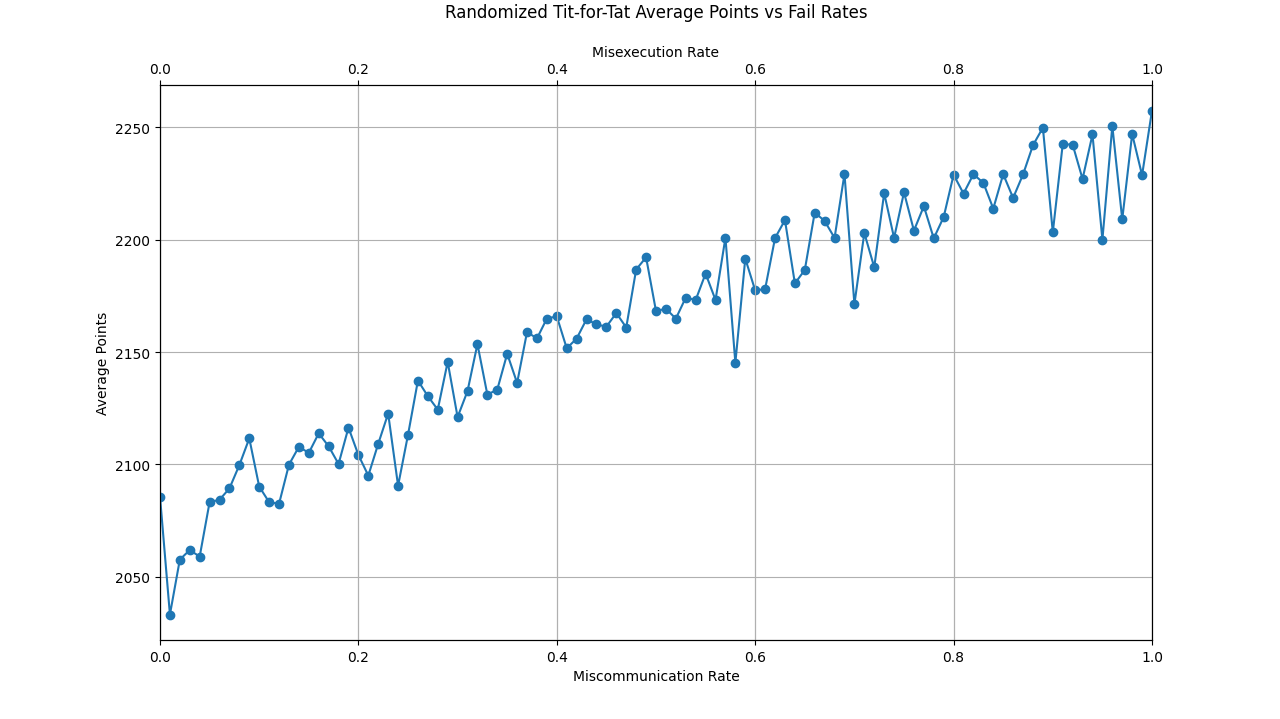 Randomized Tit-for-Tat Average Points vs Fail Rates
Misexecution Rate
0.0 0.2 0.4 0.6 0.8 1.0
2250
2200
2150
2100
2050
Average Points
0.0 0.2 0.4 0.6 0.8 1.0
Miscommunication Rate